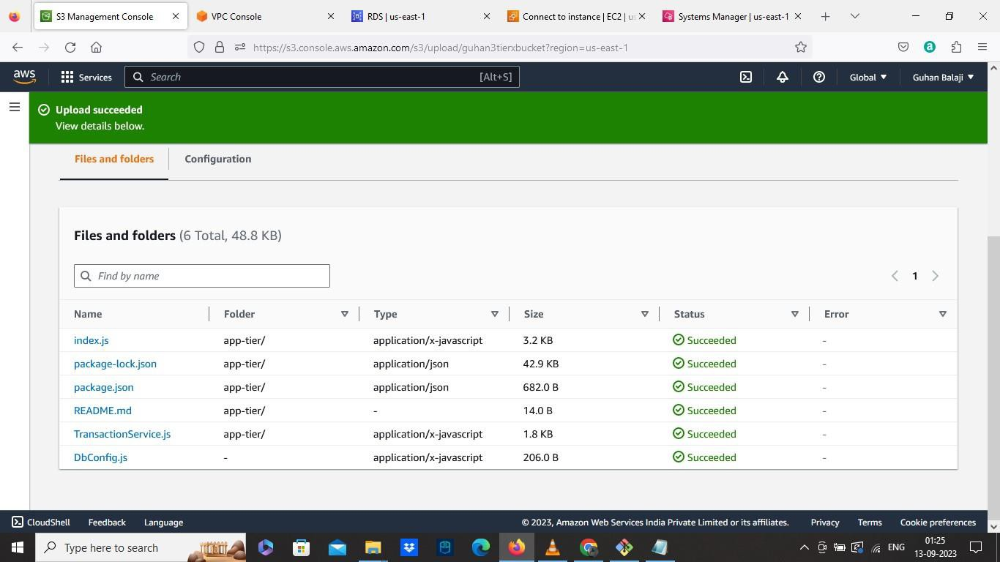 S3 Management Console
VPC Console
RDS | us-east-1
Connect to instance | EC2 | us
Systems Manager | us-east-1
https://s3.console.aws.amazon.com/s3/upload/guhan3tierxbucket?region=us-east-1
aws
Services
Search
[Alt+S]
Global
Guhan Balaji
Upload succeeded
View details below.
Files and folders
Configuration
Files and folders (6 Total, 48.8 KB)
Find by name
1
Name Folder Type Size Status Error
index.js app-tier/ application/x-javascript 3.2 KB Succeeded -
package-lock.json app-tier/ application/json 42.9 KB Succeeded -
package.json app-tier/ application/json 682.0 B Succeeded -
README.md app-tier/ - 14.0 B Succeeded -
TransactionService.js app-tier/ application/x-javascript 1.8 KB Succeeded -
DbConfig.js - application/x-javascript 206.0 B Succeeded -
CloudShell Feedback Language © 2023, Amazon Web Services India Private Limited or its affiliates. Privacy Terms Cookie preferences
Type here to search
ENG
01:25
13-09-2023